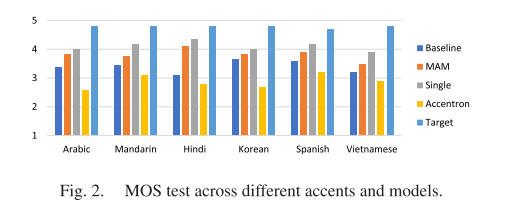 5
4
3
2
1
Arabic Mandarin Hindi Korean Spanish Vietnamese
Baseline
MAM
Single
Accentron
Target
Fig. 2. MOS test across different accents and models.